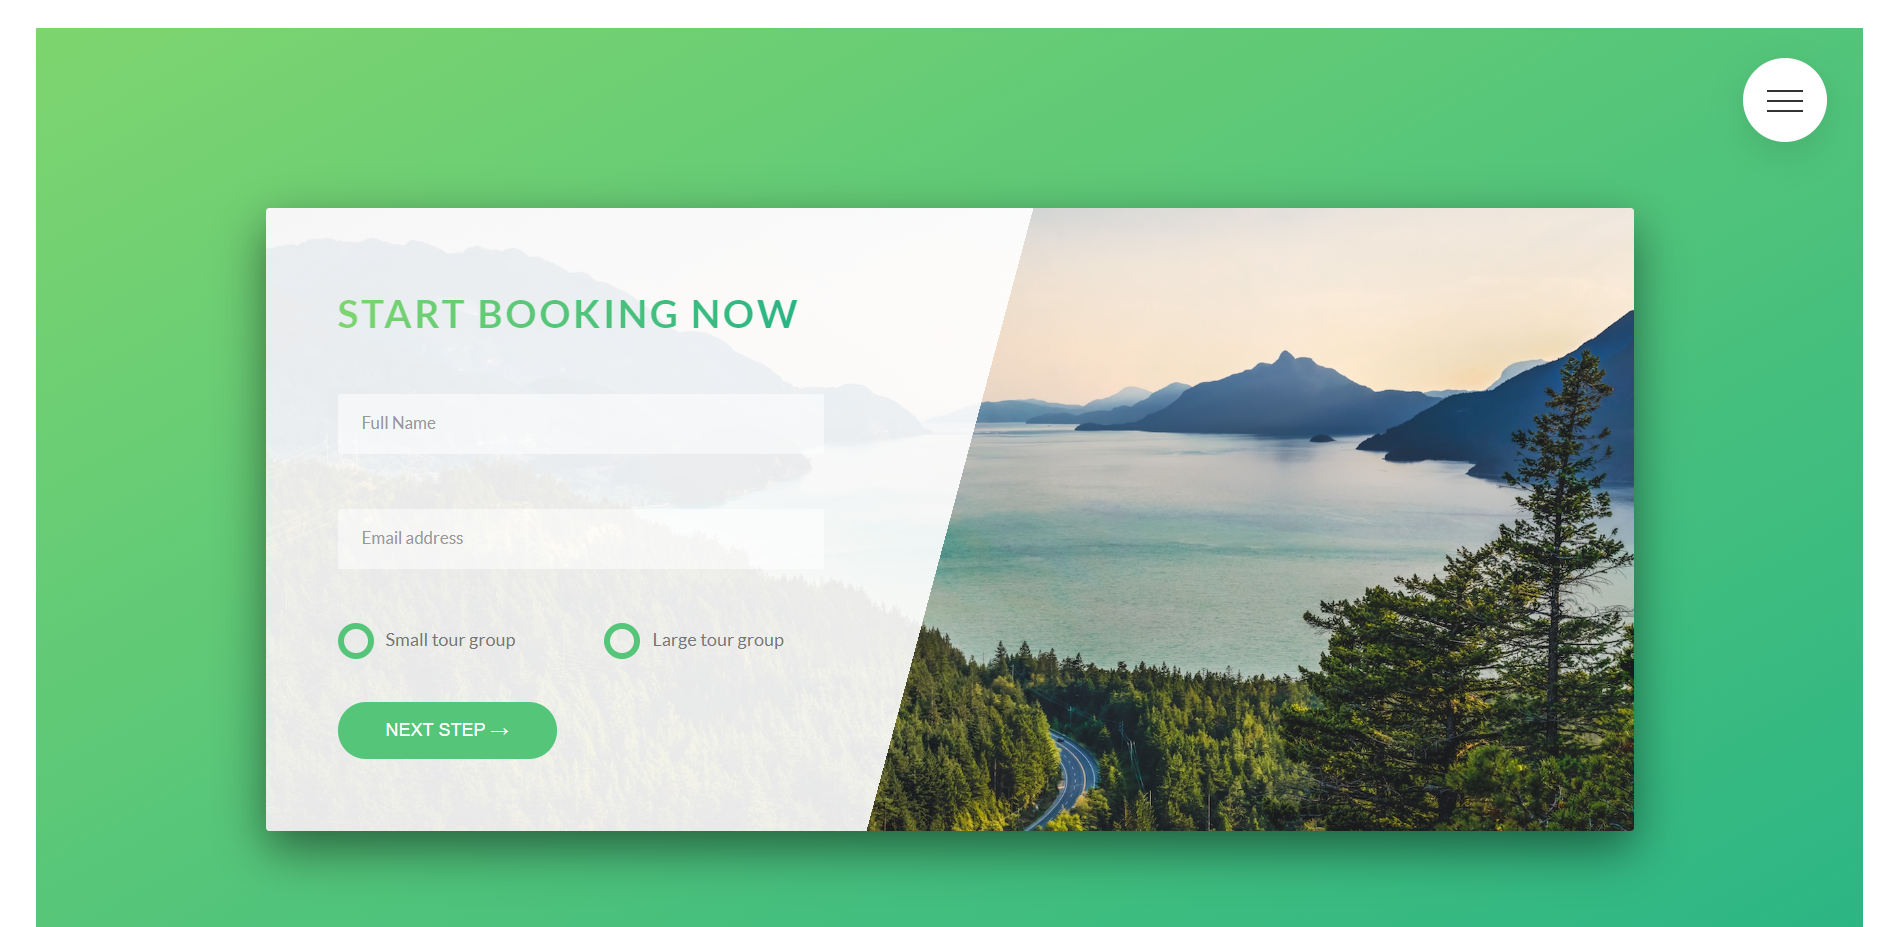 START BOOKING NOW
Full Name
Email address
Small tour group
Large tour group
NEXT STEP →